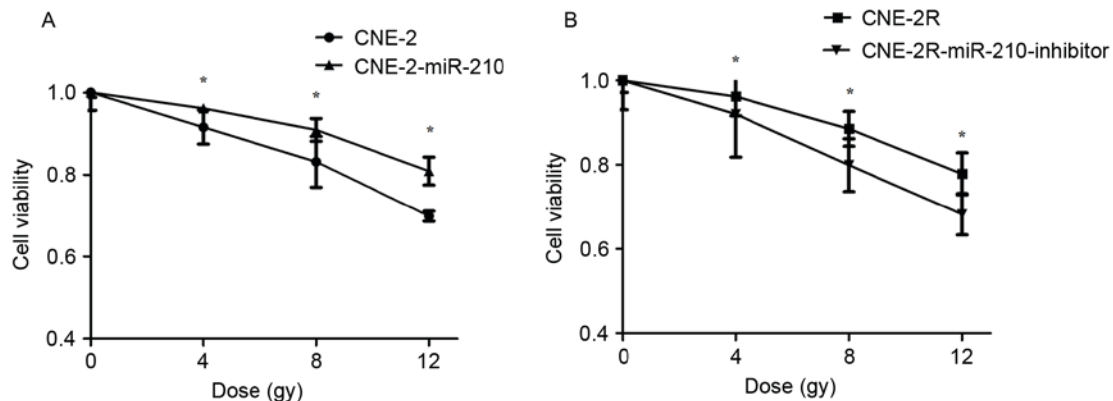 A
CNE-2
CNE-2-miR-210
*
*
*
1.0
0.8
0.6
0.4
Cell viability
0
4
8
12
Dose (gy)
B
CNE-2R
CNE-2R-miR-210-inhibitor
*
*
*
1.0
0.8
0.6
0.4
Cell viability
0
4
8
12
Dose (gy)